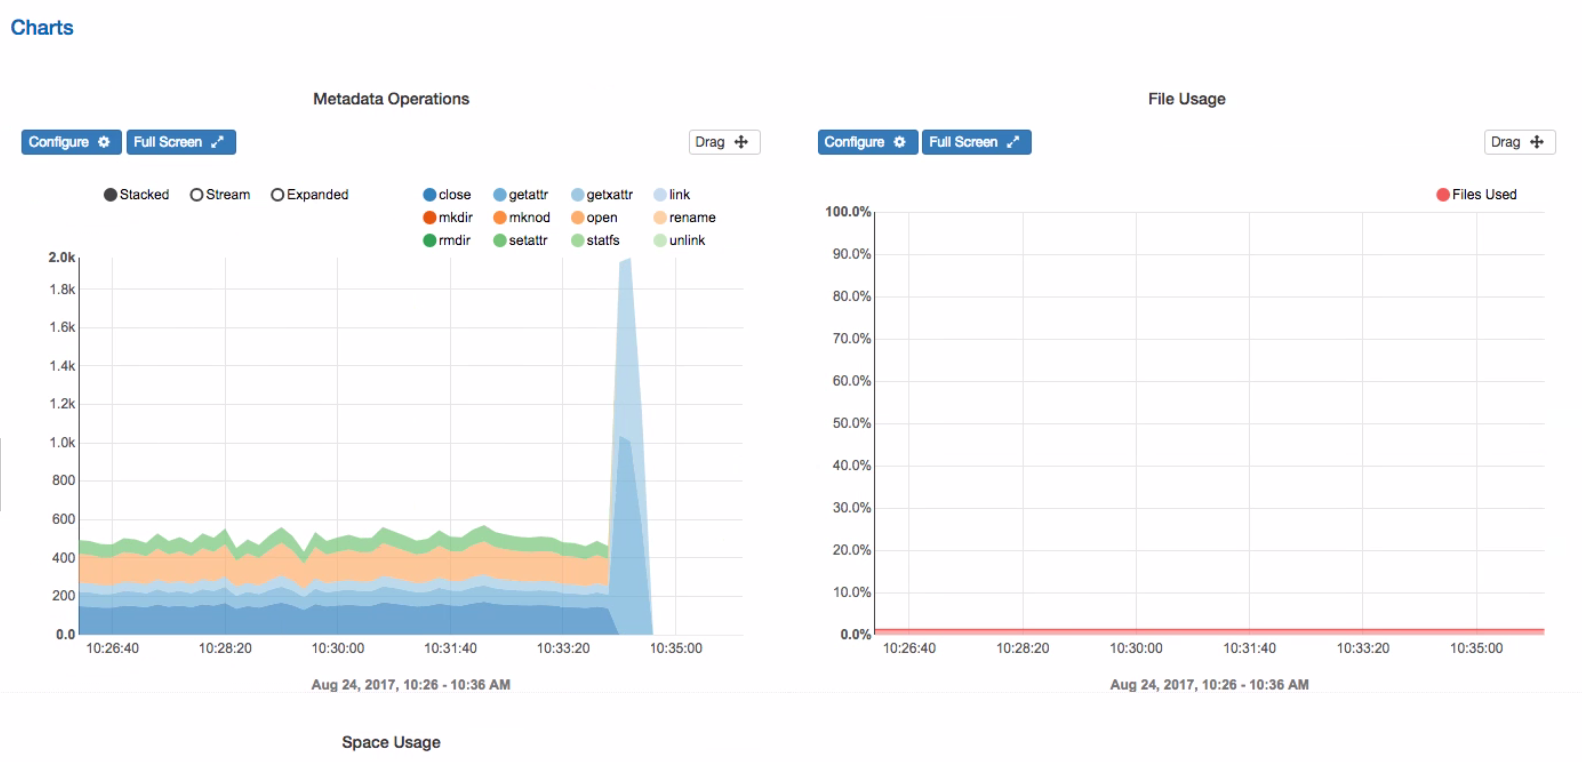 Charts
Metadata Operations
Configure Full Screen Drag
Stacked Stream Expanded
close getattr getxattr link
mkdir mknod open rename
rmdir setattr statfs unlink
2.0k
1.8k
1.6k
1.4k
1.2k
1.0k
800
600
400
200
0.0
10:26:40 10:28:20 10:30:00 10:31:40 10:33:20 10:35:00
Aug 24, 2017, 10:26 - 10:36 AM
File Usage
Configure Full Screen Drag
Files Used
100.0%
90.0%
80.0%
70.0%
60.0%
50.0%
40.0%
30.0%
20.0%
10.0%
0.0%
10:26:40 10:28:20 10:30:00 10:31:40 10:33:20 10:35:00
Aug 24, 2017, 10:26 - 10:36 AM
Space Usage